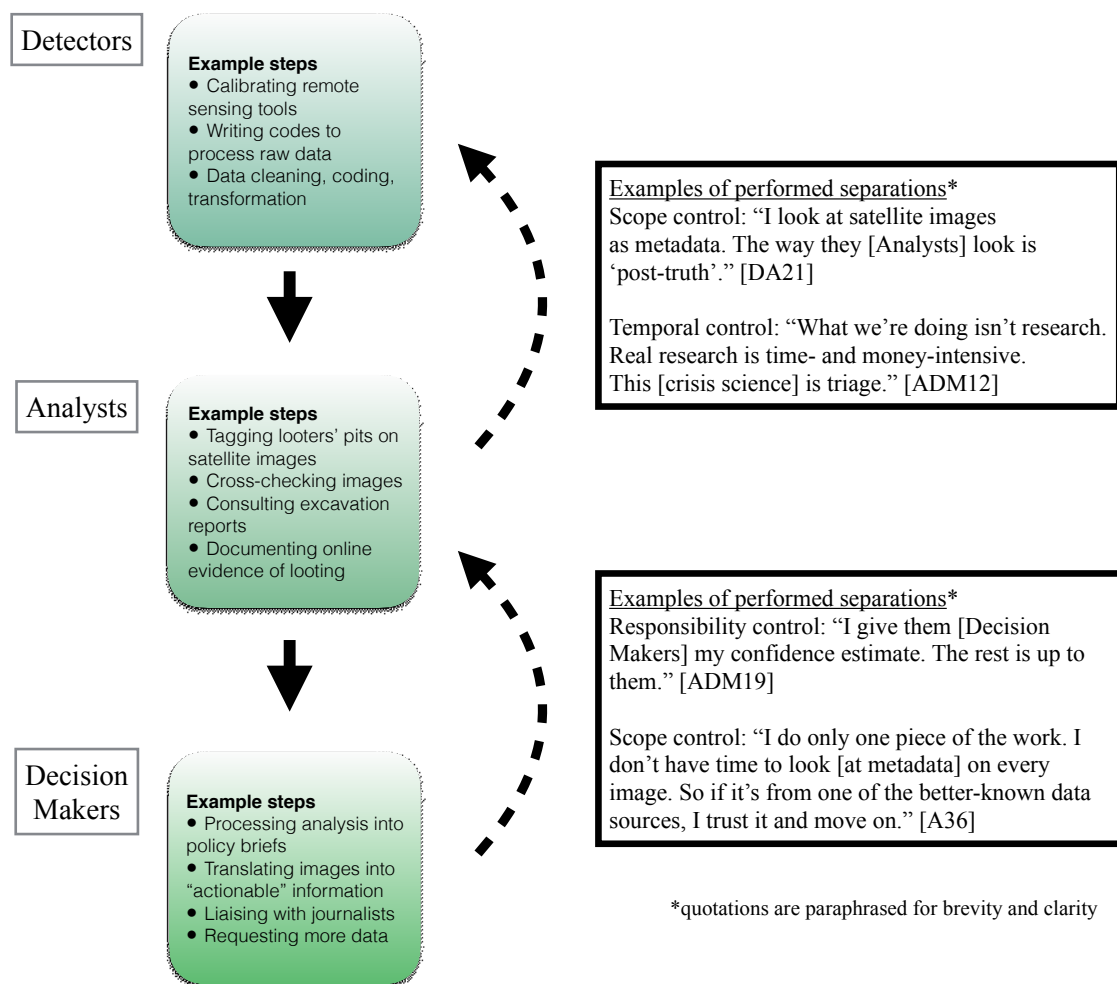 Detectors
Example steps
• Calibrating remote
sensing tools
• Writing codes to
process raw data
• Data cleaning, coding,
transformation
Examples of performed separations*
Scope control: “I look at satellite images
as metadata. The way they [Analysts] look is
‘post-truth’.” [DA21]
Temporal control: “What we’re doing isn’t research.
Real research is time- and money-intensive.
This [crisis science] is triage.” [ADM12]
Analysts
Example steps
• Tagging looters’ pits on
satellite images
• Cross-checking images
• Consulting excavation
reports
• Documenting online
evidence of looting
Examples of performed separations*
Responsibility control: “I give them [Decision
Makers] my confidence estimate. The rest is up to
them.” [ADM19]
Scope control: “I do only one piece of the work. I
don’t have time to look [at metadata] on every
image. So if it’s from one of the better-known data
sources, I trust it and move on.” [A36]
Decision
Makers
Example steps
• Processing analysis into
policy briefs
• Translating images into
“actionable” information
• Liaising with journalists
• Requesting more data
*quotations are paraphrased for brevity and clarity